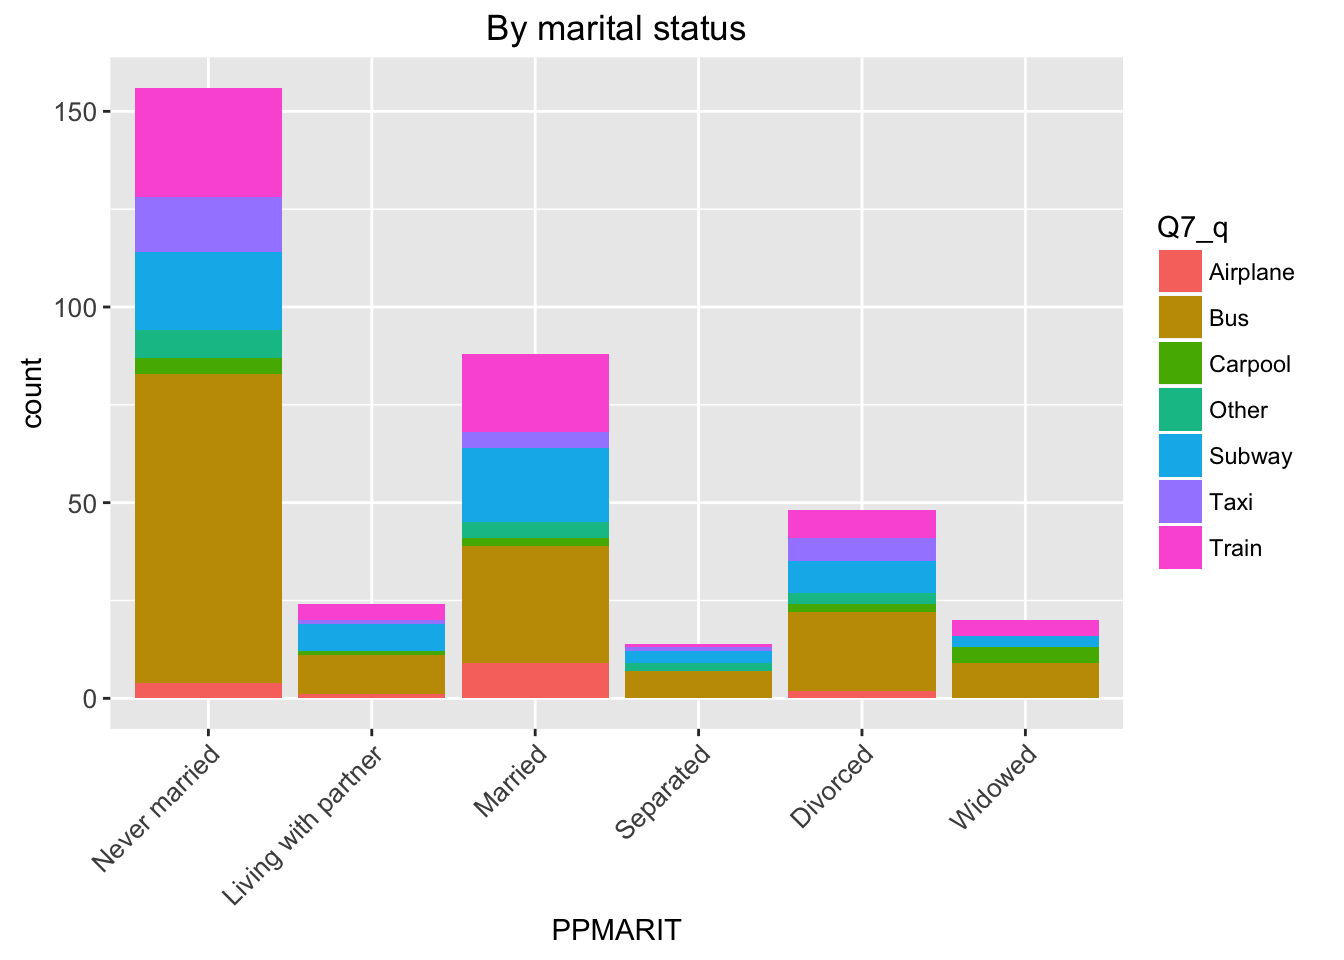 By marital status
150
100
50
0
count
Never married
Living with partner
Married
Separated
Divorced
Widowed
PPMARIT
Q7_q
Airplane
Bus
Carpool
Other
Subway
Taxi
Train